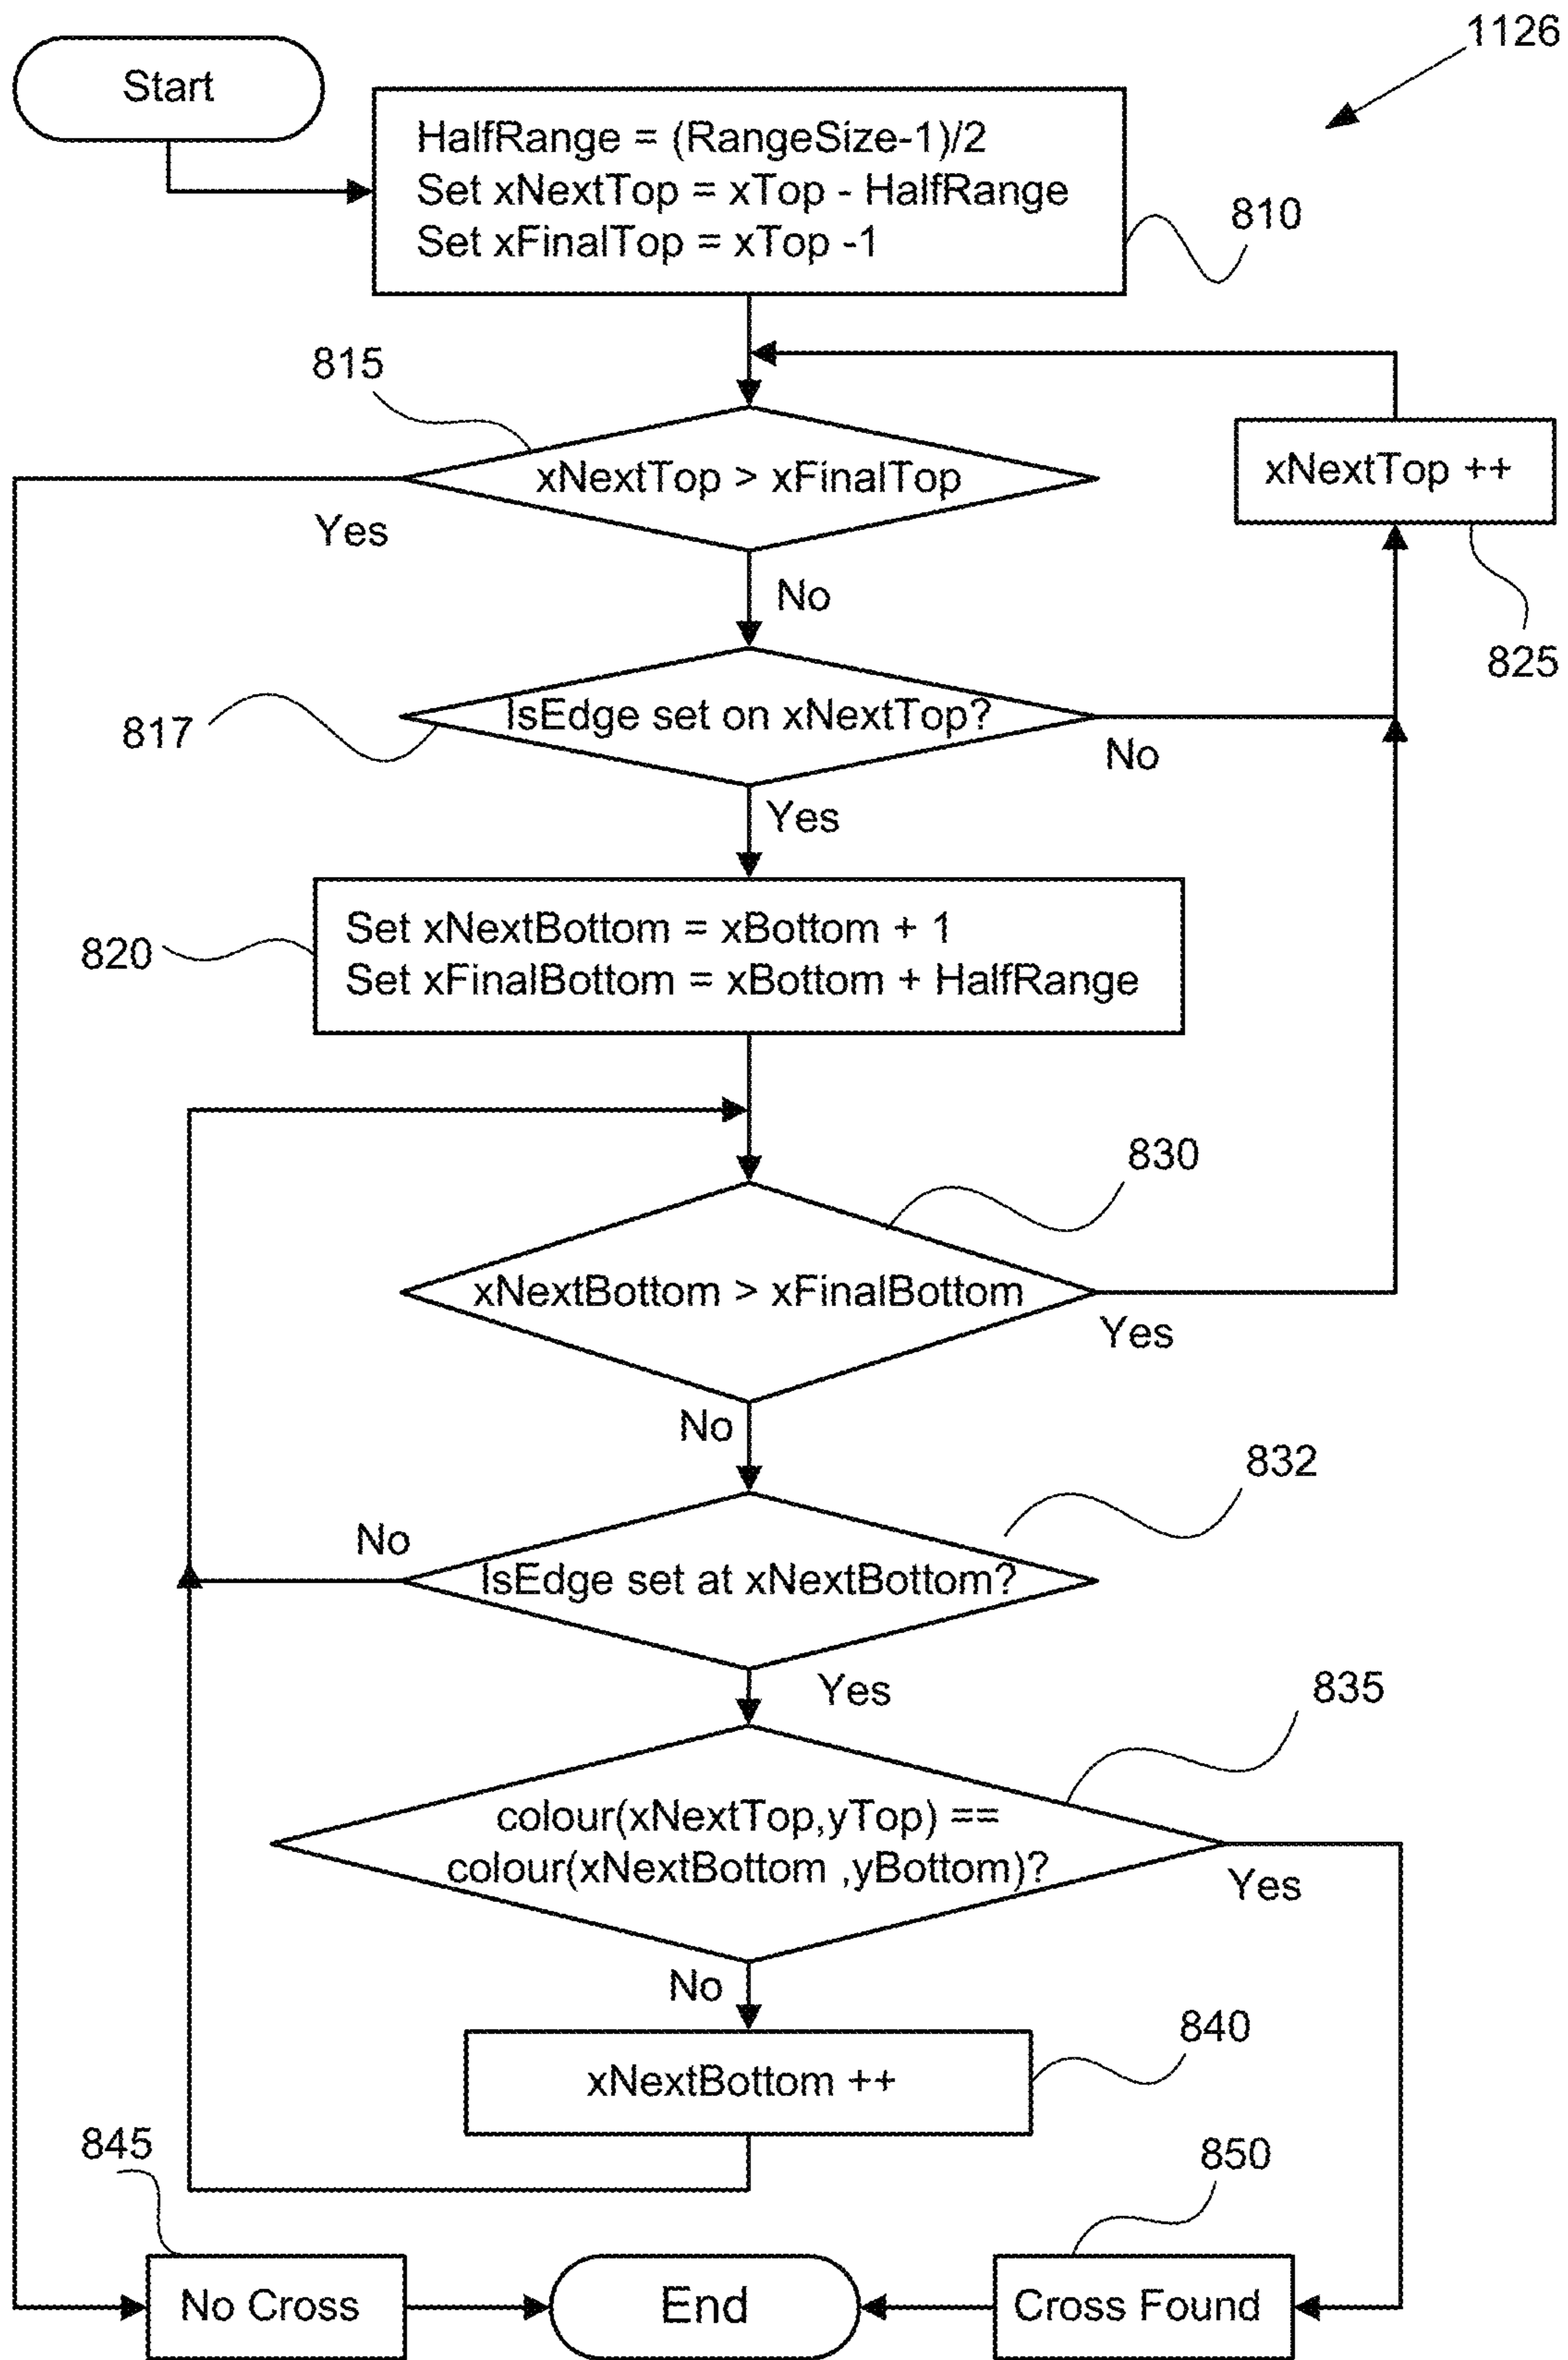 1126
Start
HalfRange = (RangeSize-1)/2
Set xNextTop = xTop - HalfRange
Set xFinalTop = xTop -1
810
815
xNextTop > xFinalTop
xNextTop ++
Yes
No
825
817
IsEdge set on xNextTop?
No
Yes
820
Set xNextBottom = xBottom + 1
Set xFinalBottom = xBottom + HalfRange
830
xNextBottom > xFinalBottom
Yes
No
832
No
IsEdge set at xNextBottom?
Yes
835
colour(xNextTop,yTop) ==
colour(xNextBottom ,yBottom)?
Yes
No
840
xNextBottom ++
845
850
No Cross
End
Cross Found